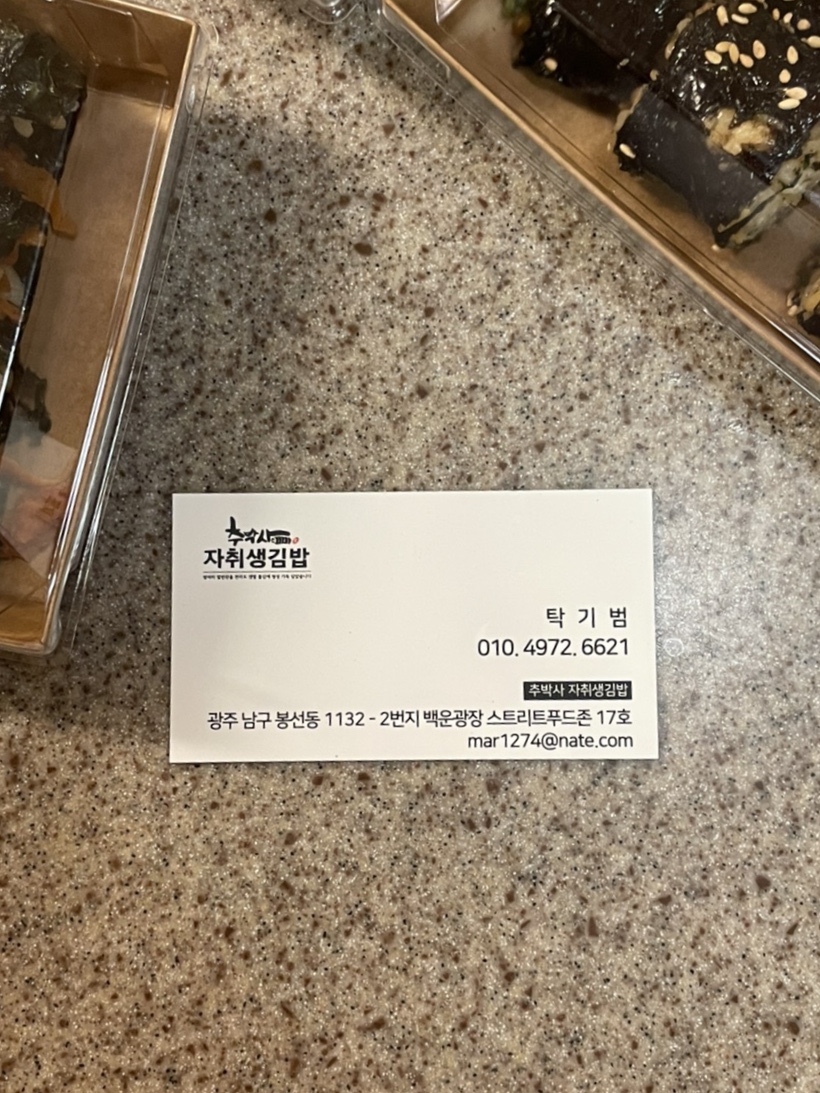 추박사
자취생김밥
탁 기 범
010. 4972. 6621
추박사 자취생김밥
광주 남구 봉선동 1132 - 2번지 백운광장 스트리트푸드존 17호
mar1274@nate.com